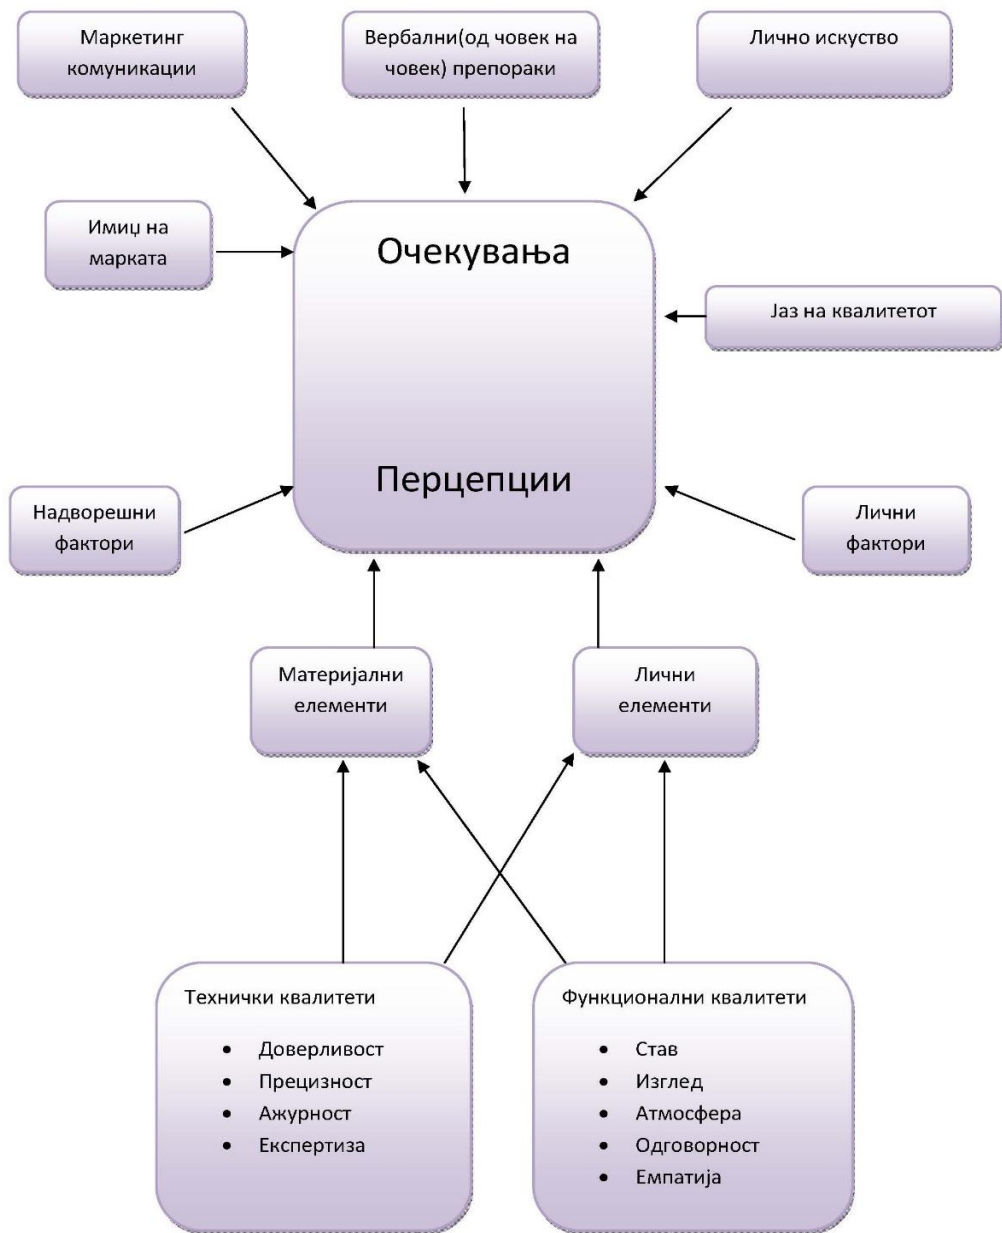 Маркетинг
комуникации
Вербални(од човек на
човек) препораки
Лично искуство
Имиџ на
марката
Очекувања
Јаз на квалитетот
Перцепции
Надворешни
фактори
Лични
фактори
Материјални
елементи
Лични
елементи
Технички квалитети
• Доверливост
• Прецизност
• Ажурност
• Експертиза
Функционални квалитети
• Став
• Изглед
• Атмосфера
• Одговорност
• Емпатија